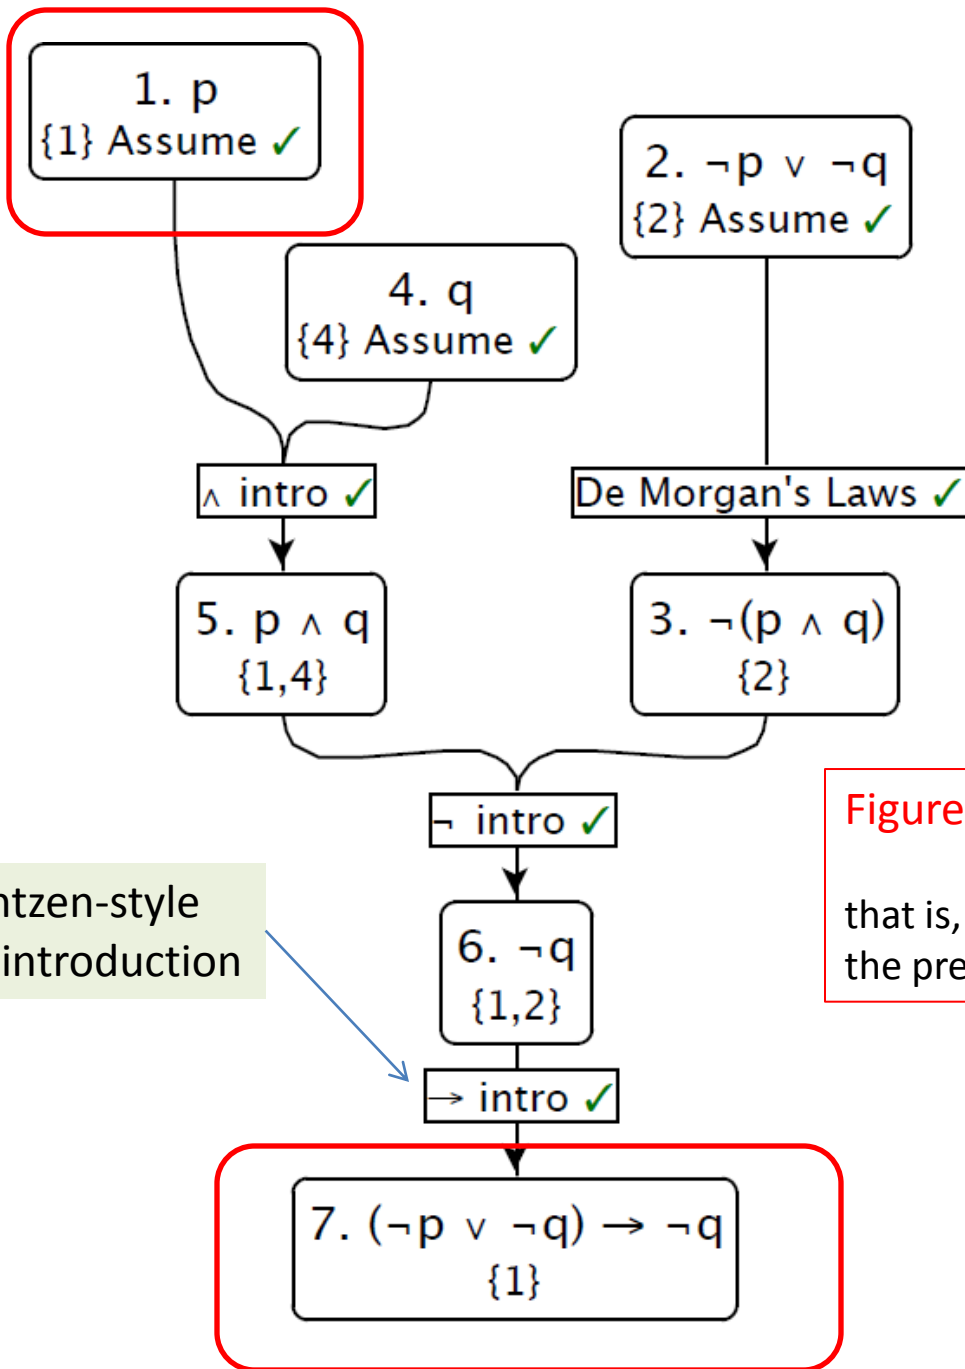 1. p
{1} Assume ✓
2. ¬p ∨ ¬q
{2} Assume ✓
4. q
{4} Assume ✓
∧ intro ✓
De Morgan's Laws ✓
5. p ∧ q
{1,4}
3. ¬(p ∧ q)
{2}
¬ intro ✓
Figure
that is,
the pre
ntzen-style
introduction
6. ¬q
{1,2}
→ intro ✓
7. (¬p ∨ ¬q) → ¬q
{1}